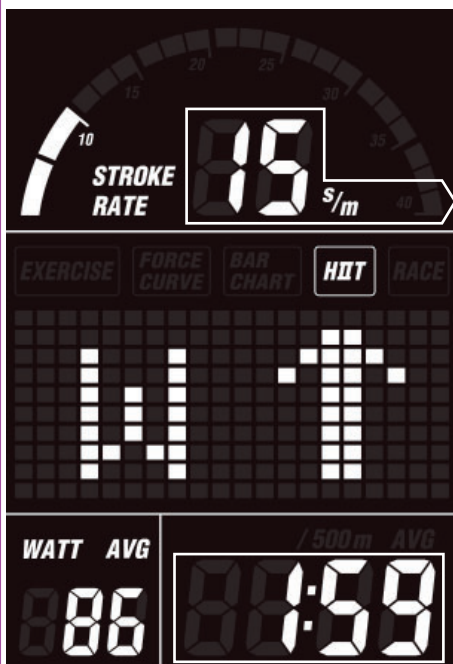 20 25
15 30
10 35
STROKE RATE 15 s/m 40
EXERCISE FORCE CURVE BAR CHART HIIT RACE
W ↑
WATT AVG /500m AVG
86 1:59